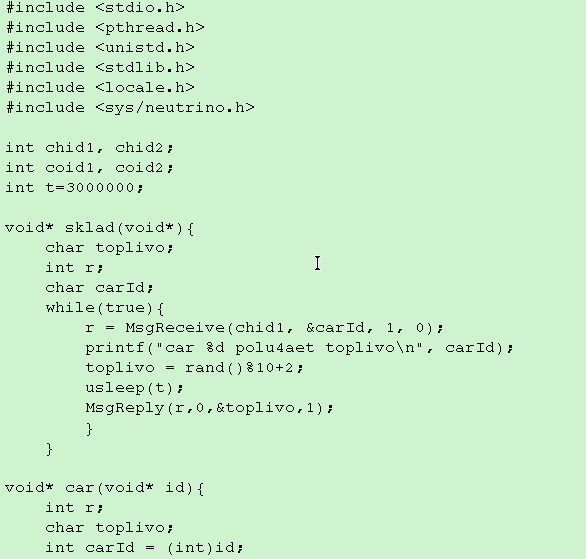 #include <stdio.h>
#include <pthread.h>
#include <unistd.h>
#include <stdlib.h>
#include <locale.h>
#include <sys/neutrino.h>
int chid1, chid2;
int coid1, coid2;
int t=3000000;
void* sklad(void*){
    char toplivo;
    int r;
    char carId;
    while(true){
        r = MsgReceive(chid1, &carId, 1, 0);
        printf("car %d polu4aet toplivo\n", carId);
        toplivo = rand()%10+2;
        usleep(t);
        MsgReply(r,0,&toplivo,1);
        }
    }
void* car(void* id){
    int r;
    char toplivo;
    int carId = (int)id;